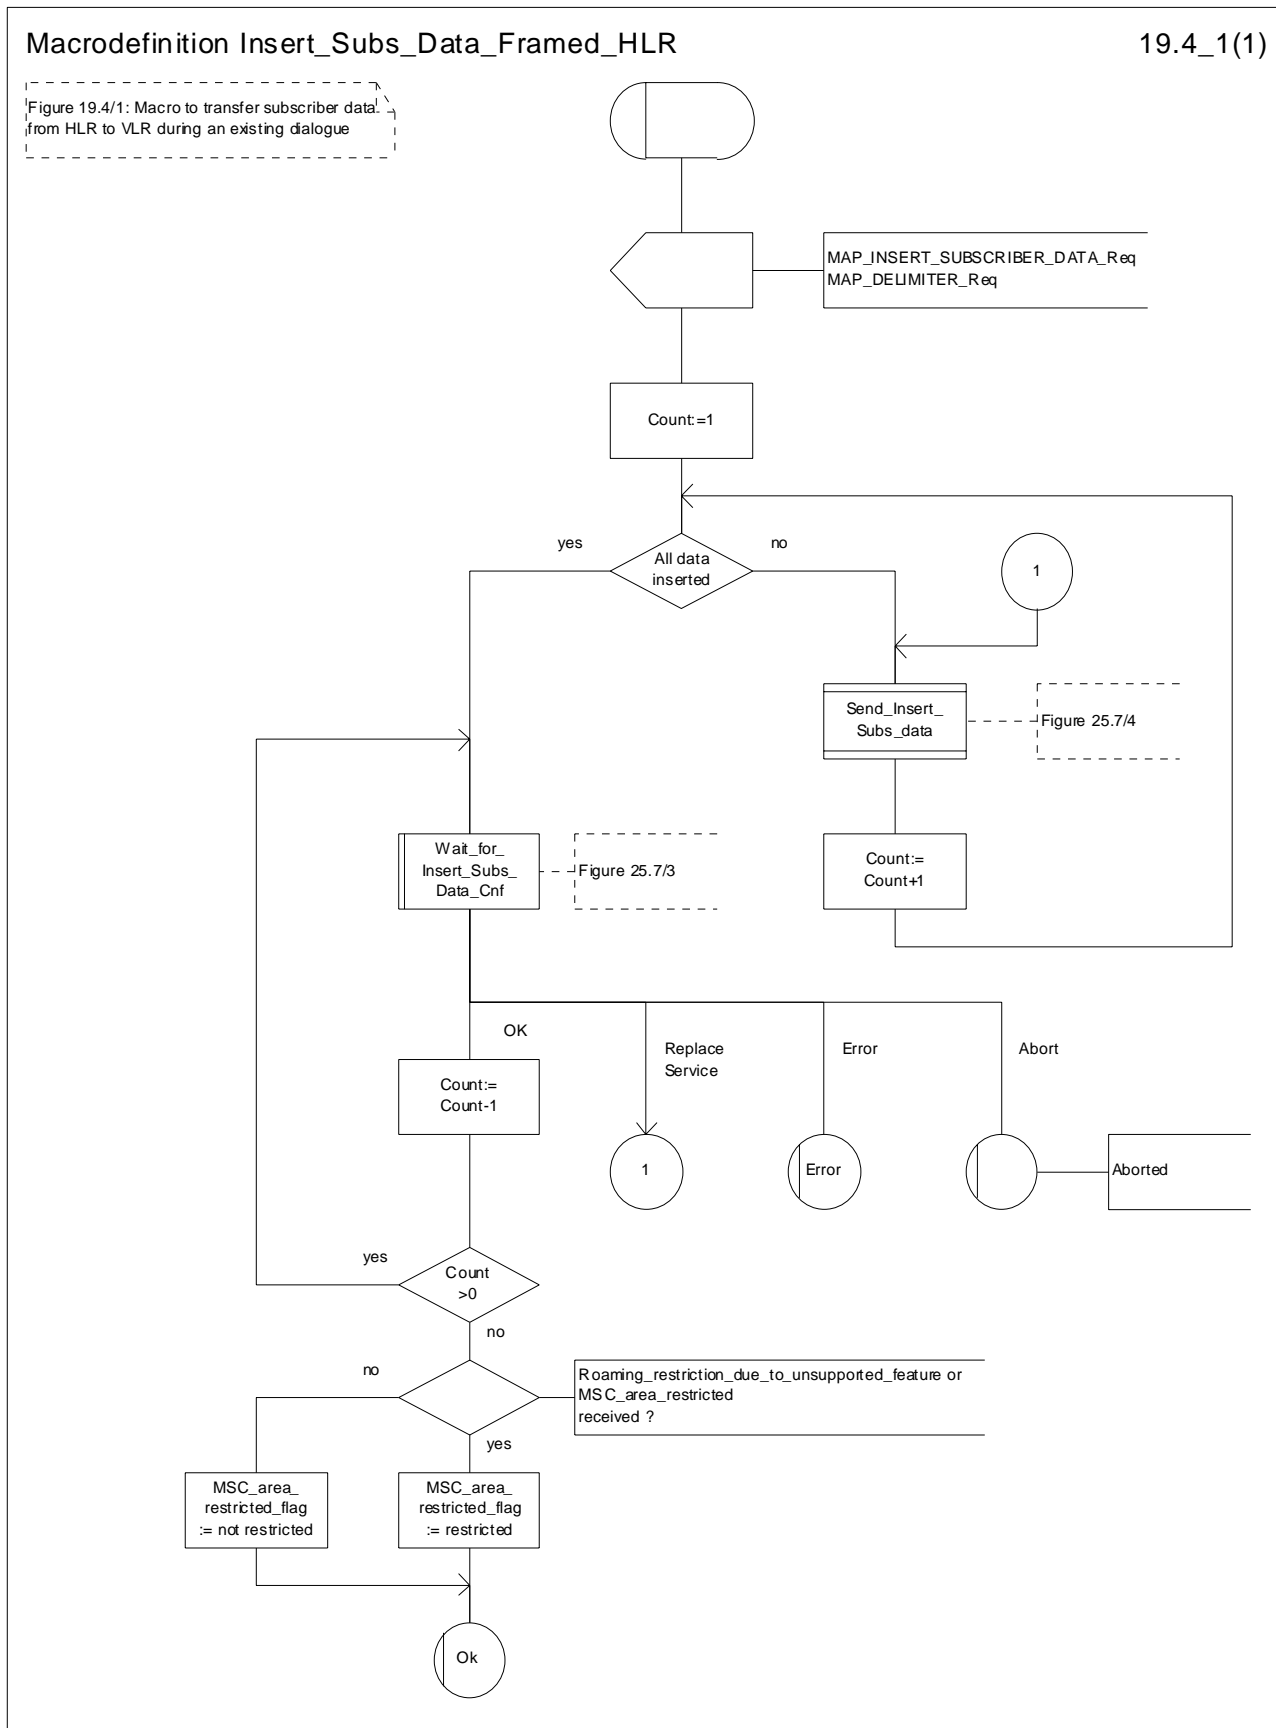 Macrodefinition Insert_Subs_Data_Framed_HLR
19.4_1(1)
Figure 19.4/1: Macro to transfer subscriber data
from HLR to VLR during an existing dialogue
MAP_INSERT_SUBSCRIBER_DATA_Req
MAP_DELIMITER_Req
Count:=1
yes
All data
inserted
no
1
Send_Insert_
Subs_data
Figure 25.7/4
Wait_for_
Insert_Subs_
Data_Cnf
Figure 25.7/3
Count:=
Count+1
OK
Replace
Service
Error
Abort
Count:=
Count-1
1
Error
Aborted
yes
Count
>0
no
no
Roaming_restriction_due_to_unsupported_feature or
MSC_area_restricted
received ?
yes
MSC_area_
restricted_flag
:= not restricted
MSC_area_
restricted_flag
:= restricted
Ok